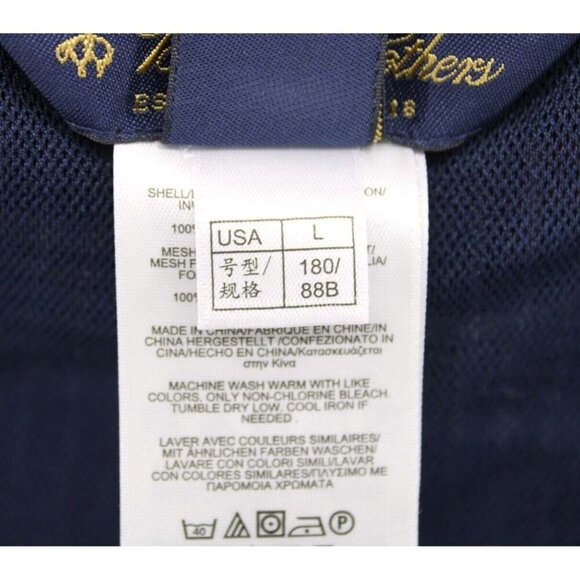 thers
ES 18
SHELL/ ON/
IN
100%
MESH T/
MESH F LIA/
FO
100%
USA L
号型/ 180/
规格 88B
MADE IN CHINA/FABRIQUE EN CHINE/IN
CHINA HERGESTELLT /CONFEZIONATO IN
CINA/HECHO EN CHINA/Κατασκευάζεται
στην Κίνα
MACHINE WASH WARM WITH LIKE
COLORS. ONLY NON-CHLORINE BLEACH.
TUMBLE DRY LOW. COOL IRON IF
NEEDED .
LAVER AVEC COULEURS SIMILAIRES/
MIT ÄHNLICHEN FARBEN WASCHEN/
LAVARE CON COLORI SIMILI/LAVAR
CON COLORES SIMILARES/ΠΛΥΣΙΜΟ ΜΕ
ΠΑΡΟΜΟΙΑ ΧΡΩΜΑΤΑ
40 P